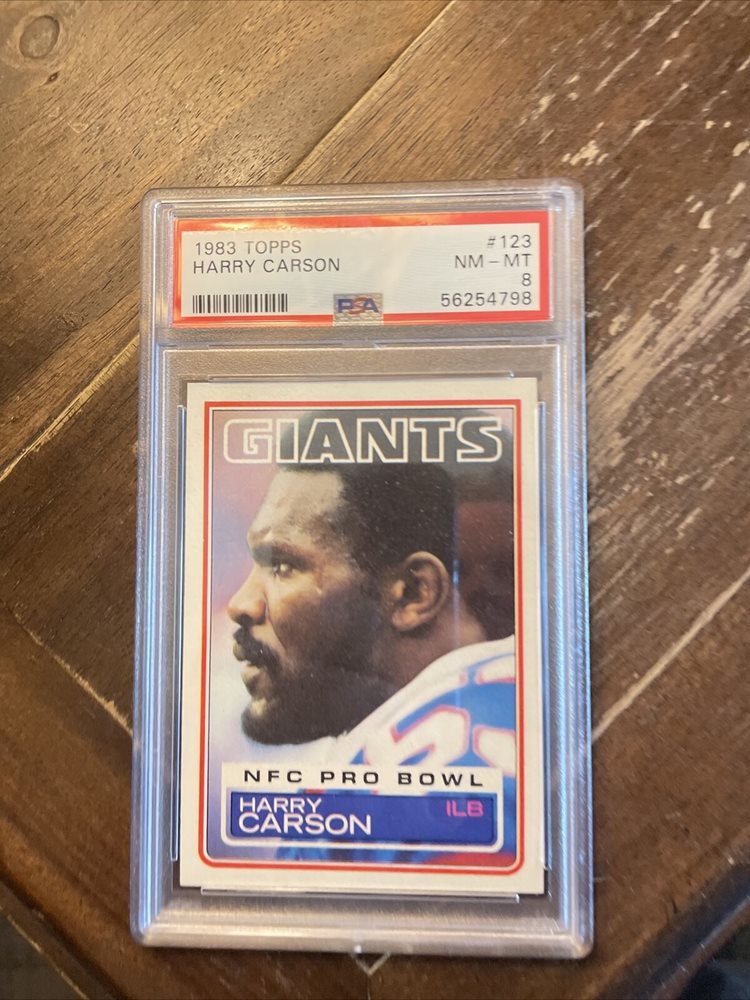 1983 TOPPS #123
HARRY CARSON NM - MT
8
PSA 56254798
GIANTS
NFC PRO BOWL
HARRY ILB
CARSON